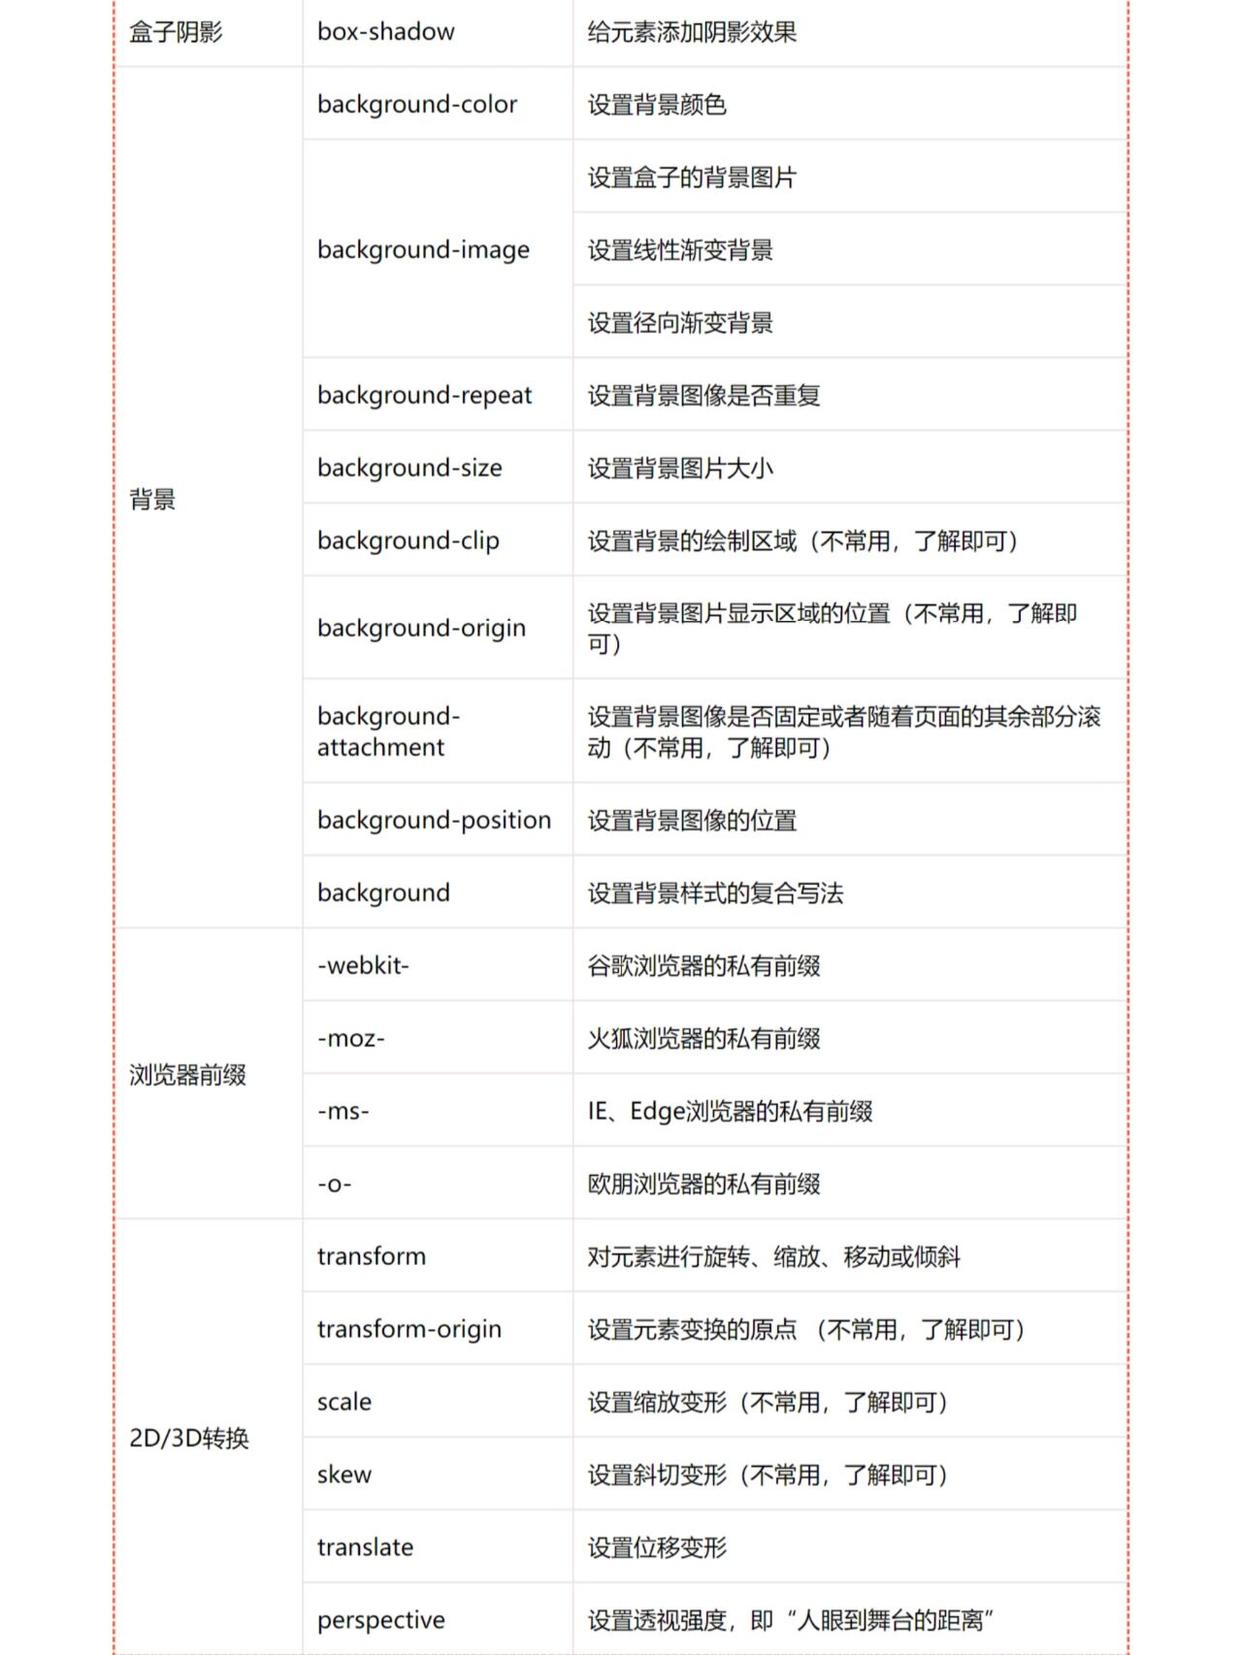 盒子阴影 box-shadow 给元素添加阴影效果
background-color 设置背景颜色
设置盒子的背景图片
background-image 设置线性渐变背景
设置径向渐变背景
background-repeat 设置背景图像是否重复
background-size 设置背景图片大小
背景
background-clip 设置背景的绘制区域（不常用，了解即可）
background-origin 设置背景图片显示区域的位置（不常用，了解即
可）
background- 设置背景图像是否固定或者随着页面的其余部分滚
attachment 动（不常用，了解即可）
background-position 设置背景图像的位置
background 设置背景样式的复合写法
-webkit- 谷歌浏览器的私有前缀
-moz- 火狐浏览器的私有前缀
浏览器前缀
-ms- IE、Edge浏览器的私有前缀
-o- 欧朋浏览器的私有前缀
transform 对元素进行旋转、缩放、移动或倾斜
transform-origin 设置元素变换的原点 （不常用，了解即可）
scale 设置缩放变形（不常用，了解即可）
2D/3D转换
skew 设置斜切变形（不常用，了解即可）
translate 设置位移变形
perspective 设置透视强度，即“人眼到舞台的距离”